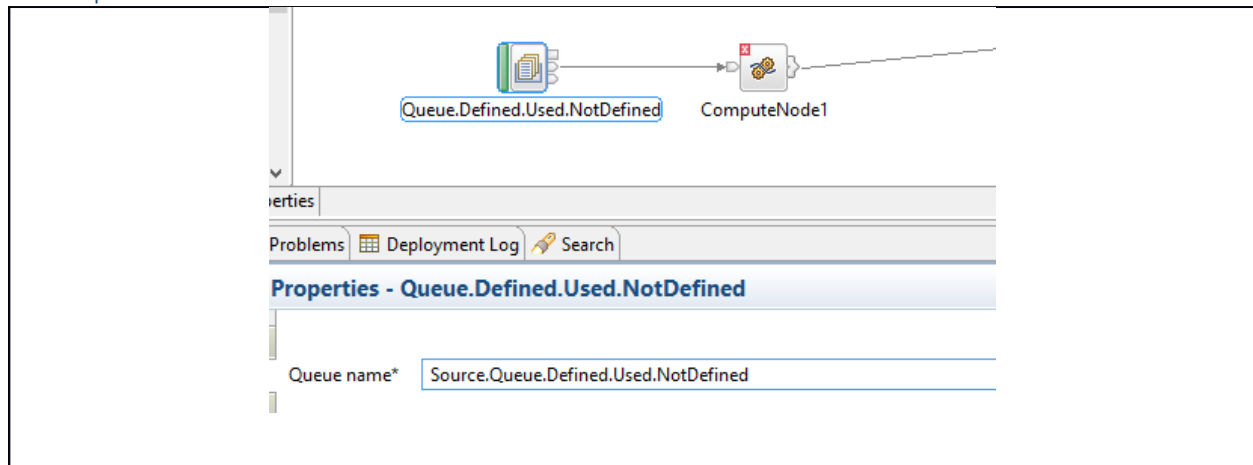 Queue.Defined.Used.NotDefined ComputeNode1
perties
Problems Deployment Log Search
Properties - Queue.Defined.Used.NotDefined
Queue name* Source.Queue.Defined.Used.NotDefined